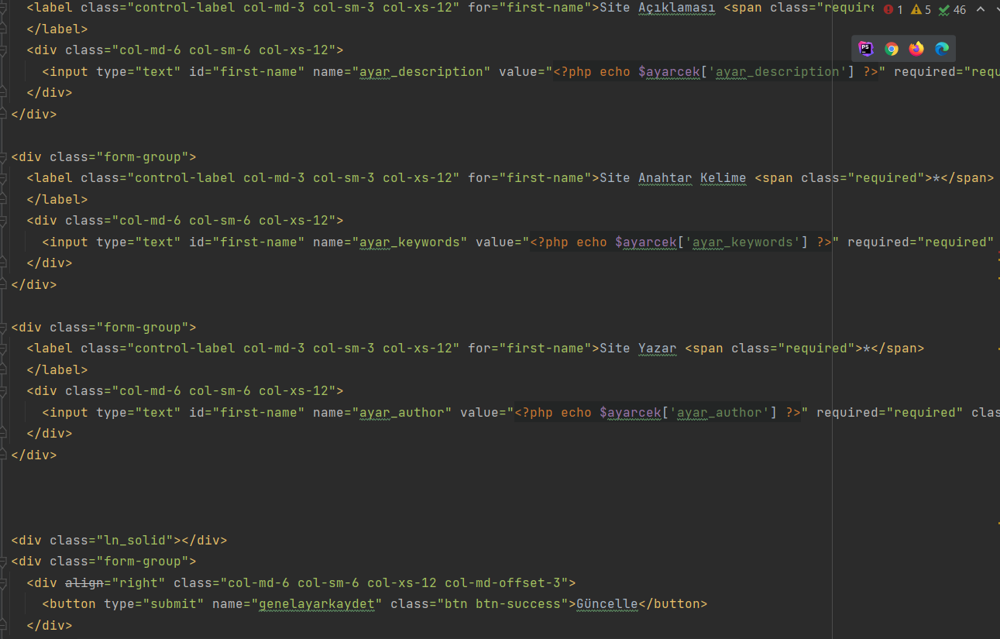 <label class="control-label col-md-3 col-sm-3 col-xs-12" for="first-name">Site Açıklaması <span class="require
1 5 46
</label>
<div class="col-md-6 col-sm-6 col-xs-12">
PS
<input type="text" id="first-name" name="ayar_description" value="<?php echo $ayarcek['ayar_description'] ?>" required="requ
</div>
</div>
<div class="form-group">
<label class="control-label col-md-3 col-sm-3 col-xs-12" for="first-name">Site Anahtar Kelime <span class="required">*</span>
</label>
<div class="col-md-6 col-sm-6 col-xs-12">
<input type="text" id="first-name" name="ayar_keywords" value="<?php echo $ayarcek['ayar_keywords'] ?>" required="required"
</div>
</div>
<div class="form-group">
<label class="control-label col-md-3 col-sm-3 col-xs-12" for="first-name">Site Yazar <span class="required">*</span>
</label>
<div class="col-md-6 col-sm-6 col-xs-12">
<input type="text" id="first-name" name="ayar_author" value="<?php echo $ayarcek['ayar_author'] ?>" required="required" clas
</div>
</div>
<div class="ln_solid"></div>
<div class="form-group">
<div align="right" class="col-md-6 col-sm-6 col-xs-12 col-md-offset-3">
<button type="submit" name="genelayarkaydet" class="btn btn-success">Güncelle</button>
</div>